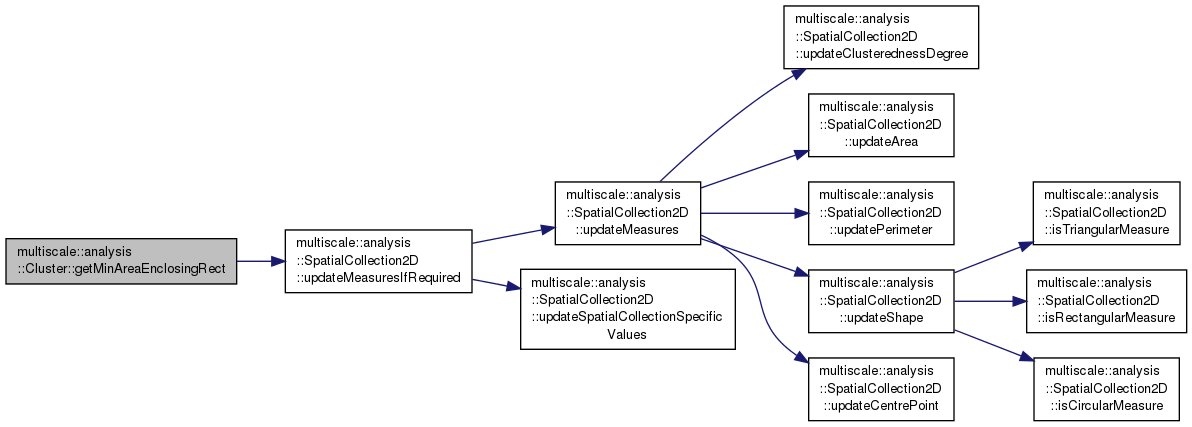 multiscale::analysis
::Cluster::getMinAreaEnclosingRect
multiscale::analysis
::SpatialCollection2D
::updateMeasuresIfRequired
multiscale::analysis
::SpatialCollection2D
::updateMeasures
multiscale::analysis
::SpatialCollection2D
::updateSpatialCollectionSpecific
Values
multiscale::analysis
::SpatialCollection2D
::updateClusterednessDegree
multiscale::analysis
::SpatialCollection2D
::updateArea
multiscale::analysis
::SpatialCollection2D
::updatePerimeter
multiscale::analysis
::SpatialCollection2D
::updateShape
multiscale::analysis
::SpatialCollection2D
::updateCentrePoint
multiscale::analysis
::SpatialCollection2D
::isTriangularMeasure
multiscale::analysis
::SpatialCollection2D
::isRectangularMeasure
multiscale::analysis
::SpatialCollection2D
::isCircularMeasure